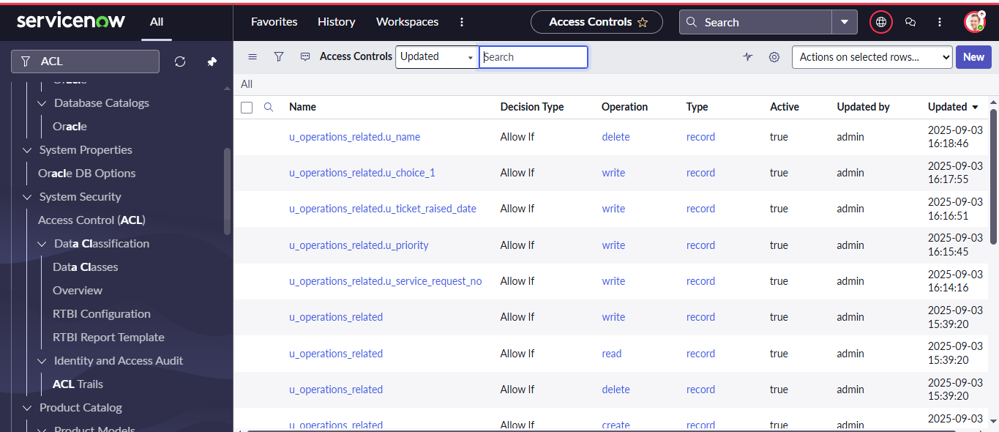 servicenow
All
Favorites
History
Workspaces
Access Controls
Search
ACL
Oracle
Database Catalogs
Oracle
System Properties
Oracle DB Options
System Security
Access Control (ACL)
Data Classification
Data Classes
Overview
RTBI Configuration
RTBI Report Template
Identity and Access Audit
ACL Trails
Product Catalog
Product Models
Access Controls Updated Search Actions on selected rows... New
All
Name Decision Type Operation Type Active Updated by Updated
u_operations_related.u_name Allow If delete record true admin 2025-09-03
16:18:46
u_operations_related.u_choice_1 Allow If write record true admin 2025-09-03
16:17:55
u_operations_related.u_ticket_raised_date Allow If write record true admin 2025-09-03
16:16:51
u_operations_related.u_priority Allow If write record true admin 2025-09-03
16:15:45
u_operations_related.u_service_request_no Allow If write record true admin 2025-09-03
16:14:16
u_operations_related Allow If write record true admin 2025-09-03
15:39:20
u_operations_related Allow If read record true admin 2025-09-03
15:39:20
u_operations_related Allow If delete record true admin 2025-09-03
15:39:20
u_operations_related Allow If create record true admin 2025-09-03